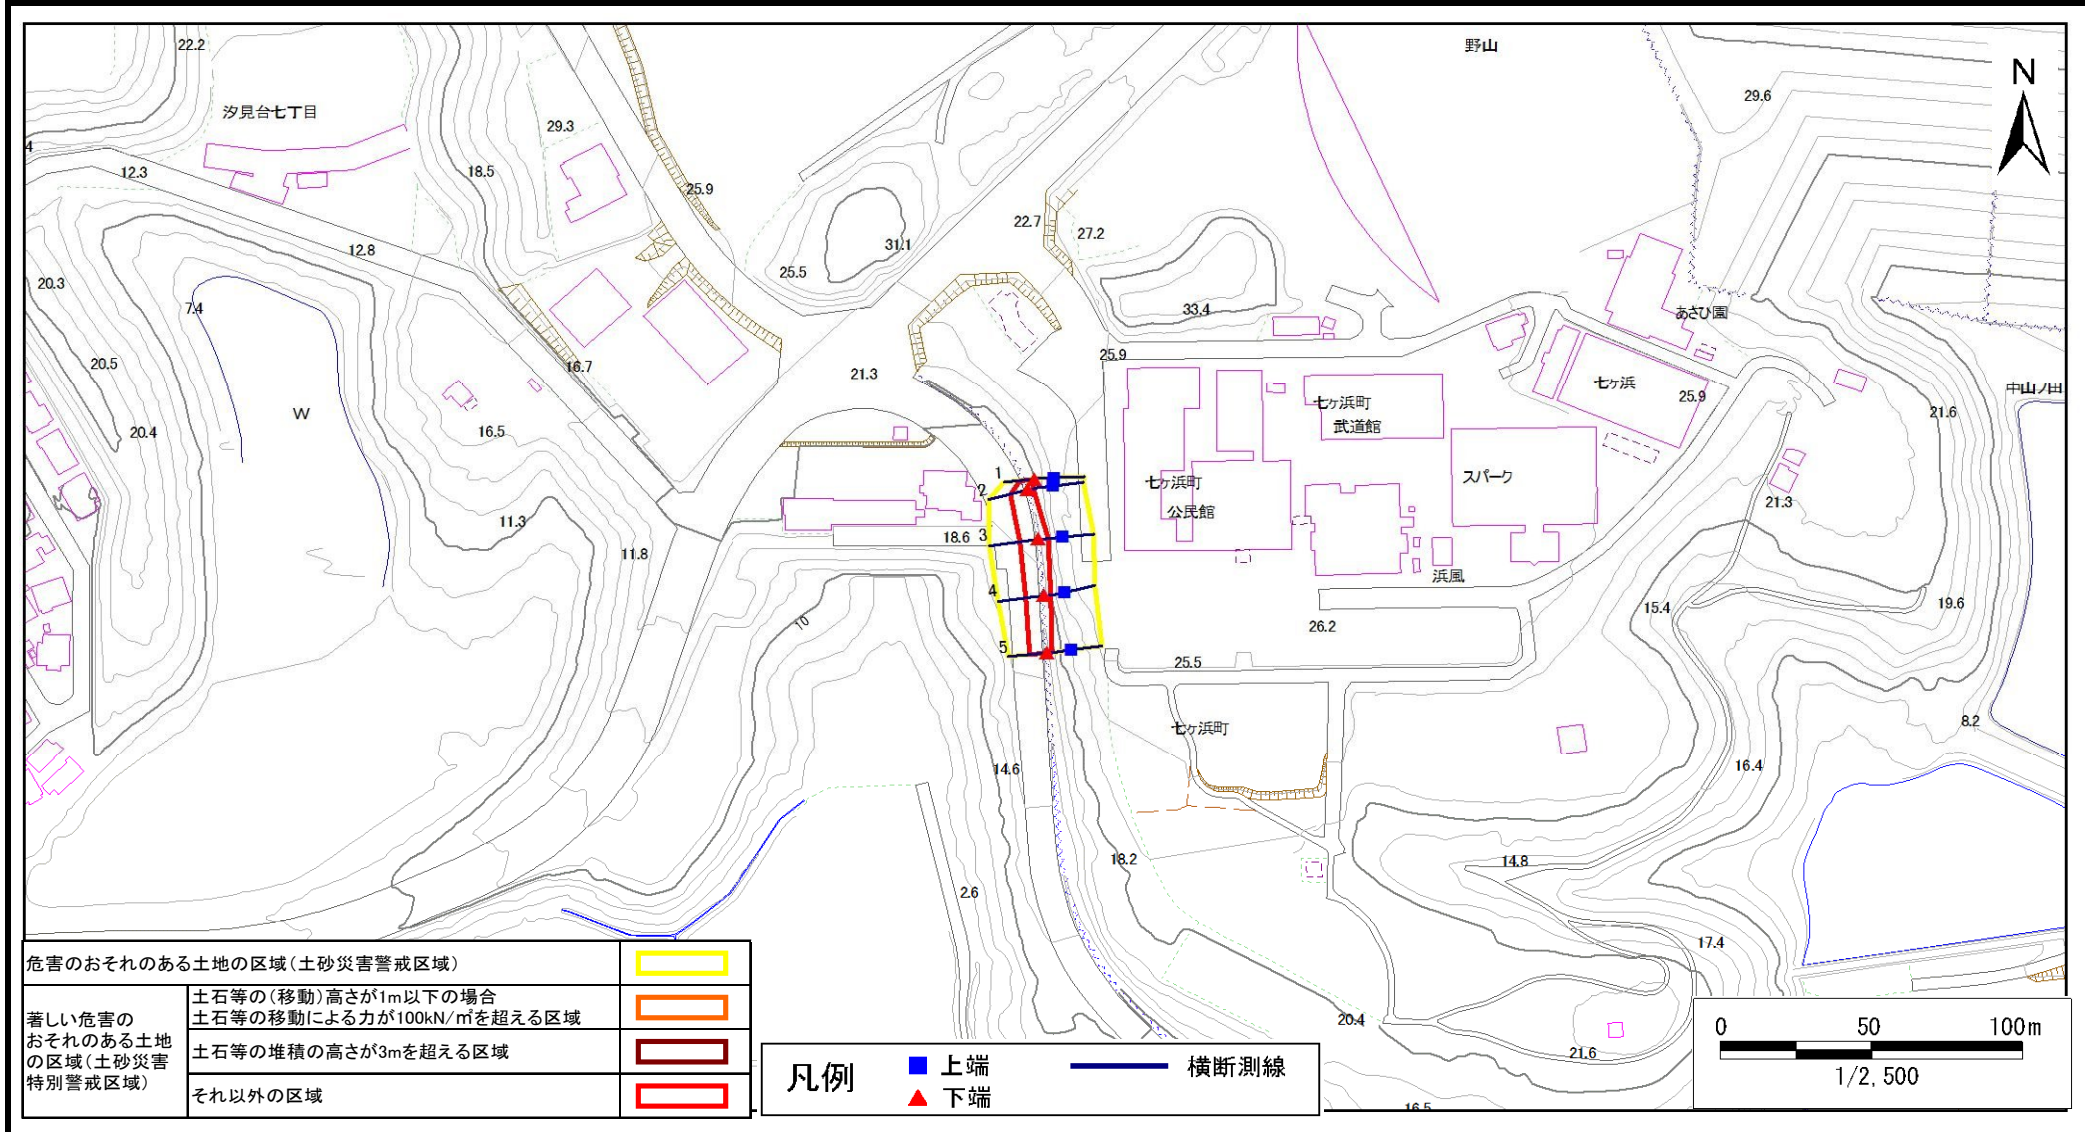 22.2
野山
N
29.6
汐見台七丁目
29.3
4
12.3
18.5
25.9
22.7
27.2
12.8
31.1
25.5
20.3
7.4
33.4
あさひ園
25.9
20.5
16.7
21.3
七ヶ浜
中山ノ田
25.9
七ヶ浜町
武道館
W
21.6
20.4
16.5
1
スパーク
七ヶ浜町
公民館
2
21.3
11.3
18.6
3
11.8
浜風
4
15.4
19.6
10
26.2
5
25.5
8.2
七ヶ浜町
14.6
16.4
18.2
14.8
2.6
17.4
20.4
21.6
16.5
危害のおそれのある土地の区域(土砂災害警戒区域)
著しい危害の
おそれのある土地
の区域(土砂災害
特別警戒区域)
土石等の(移動)高さが1m以下の場合
土石等の移動による力が100kN/㎡を超える区域
土石等の堆積の高さが3mを超える区域
それ以外の区域
凡例
上端
下端
横断測線
0 50 100m
1/2,500